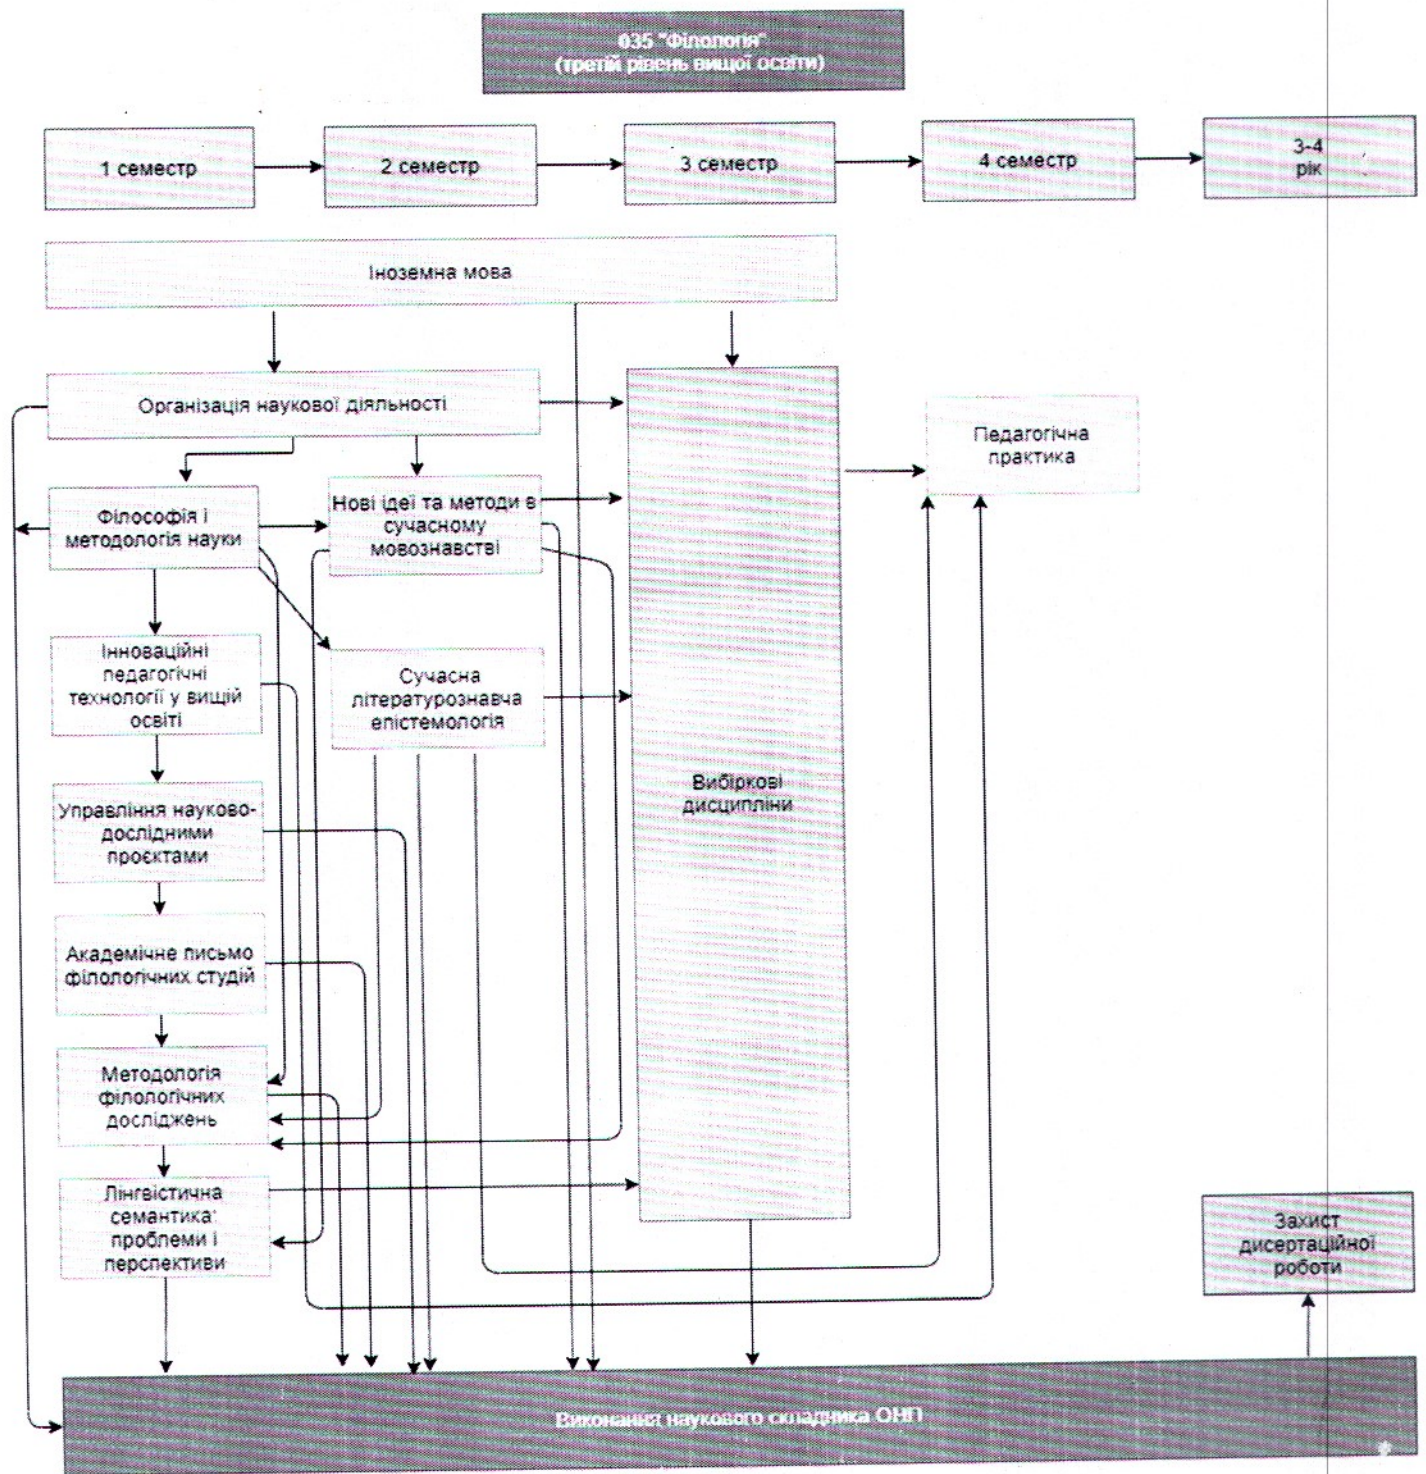 035 "Філологія"
(третій рівень вищої освіти)
1 семестр
2 семестр
3 семестр
4 семестр
3-4
рік
Іноземна мова
Організація наукової діяльності
Педагогічна
практика
Філософія і
методологія науки
Нові ідеї та методи в
сучасному
мовознавстві
Інноваційні
педагогічні
технології у вищій
освіті
Сучасна
літературознавча
епістемологія
Вибіркові
дисципліни
Управління науково-
дослідними
проєктами
Академічне письмо
філологічних студій
Методологія
філологічних
досліджень
Лінгвістична
семантика:
проблеми і
перспективи
Захист
дисертаційної
роботи
Виконання наукового складника ОНП